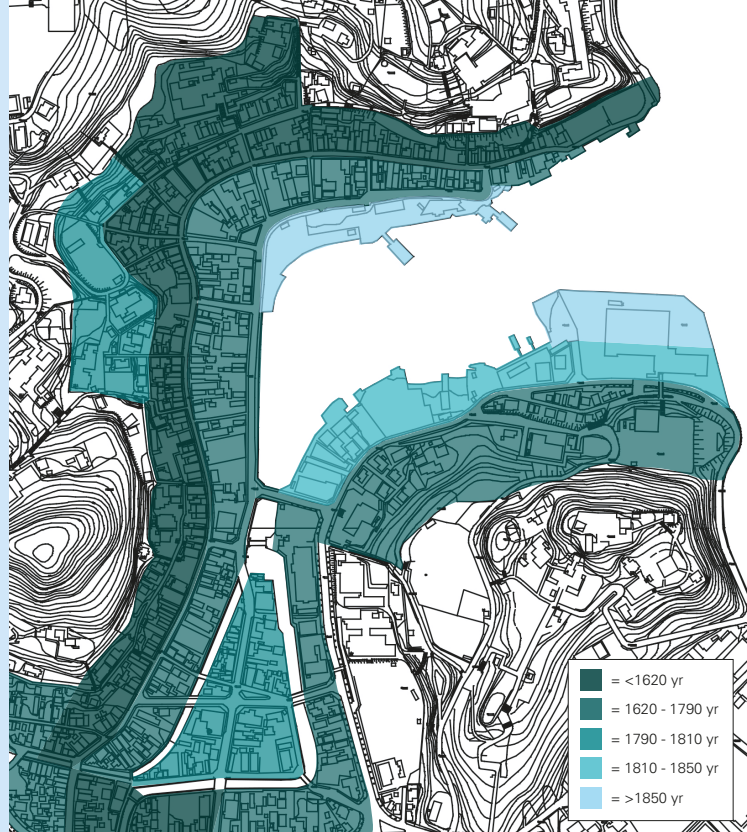 = <1620 yr
= 1620 - 1790 yr
= 1790 - 1810 yr
= 1810 - 1850 yr
= >1850 yr